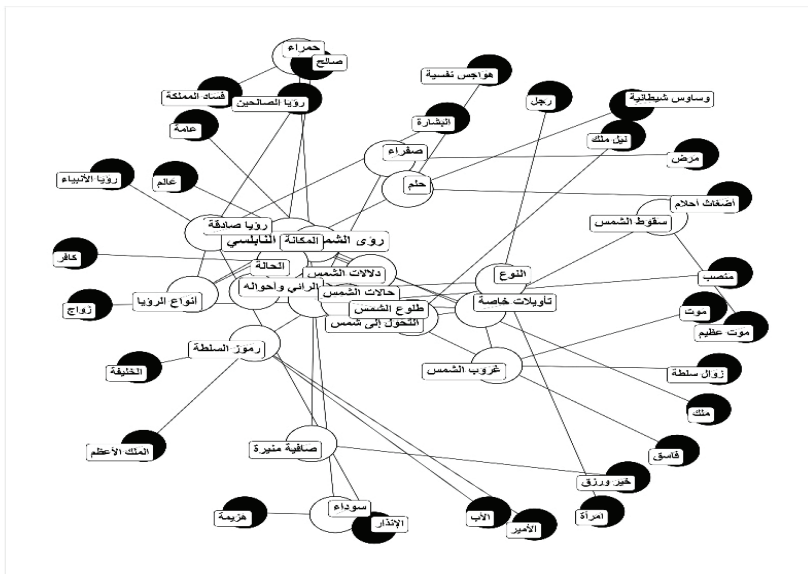 حمراء
صالح
هواجس نفسية
فساد المملكة
رؤيا الصالحين
رجل
وساوس شيطانية
البشارة
عامة
نيل ملك
صفراء
مرض
رؤيا الأنبياء
عالم
حلم
أضغاث أحلام
رؤيا صادقة
سقوط الشمس
رؤى الشمس
النابلسي
المكانة
كافر
الحالة
دلالات الشمس
النوع
منصب
الرائي وأحواله
حالات الشمس
أنواع الرؤيا
زواج
تأويلات خاصة
طلوع الشمس
موت
التحول إلى شمس
موت عظيم
رموز السلطة
غروب الشمس
زوال سلطة
الخليفة
ملك
الملك الأعظم
صافية منيرة
فاسق
خير ورزق
سوداء
هزيمة
الإنذار
الأب
الأمير
امرأة